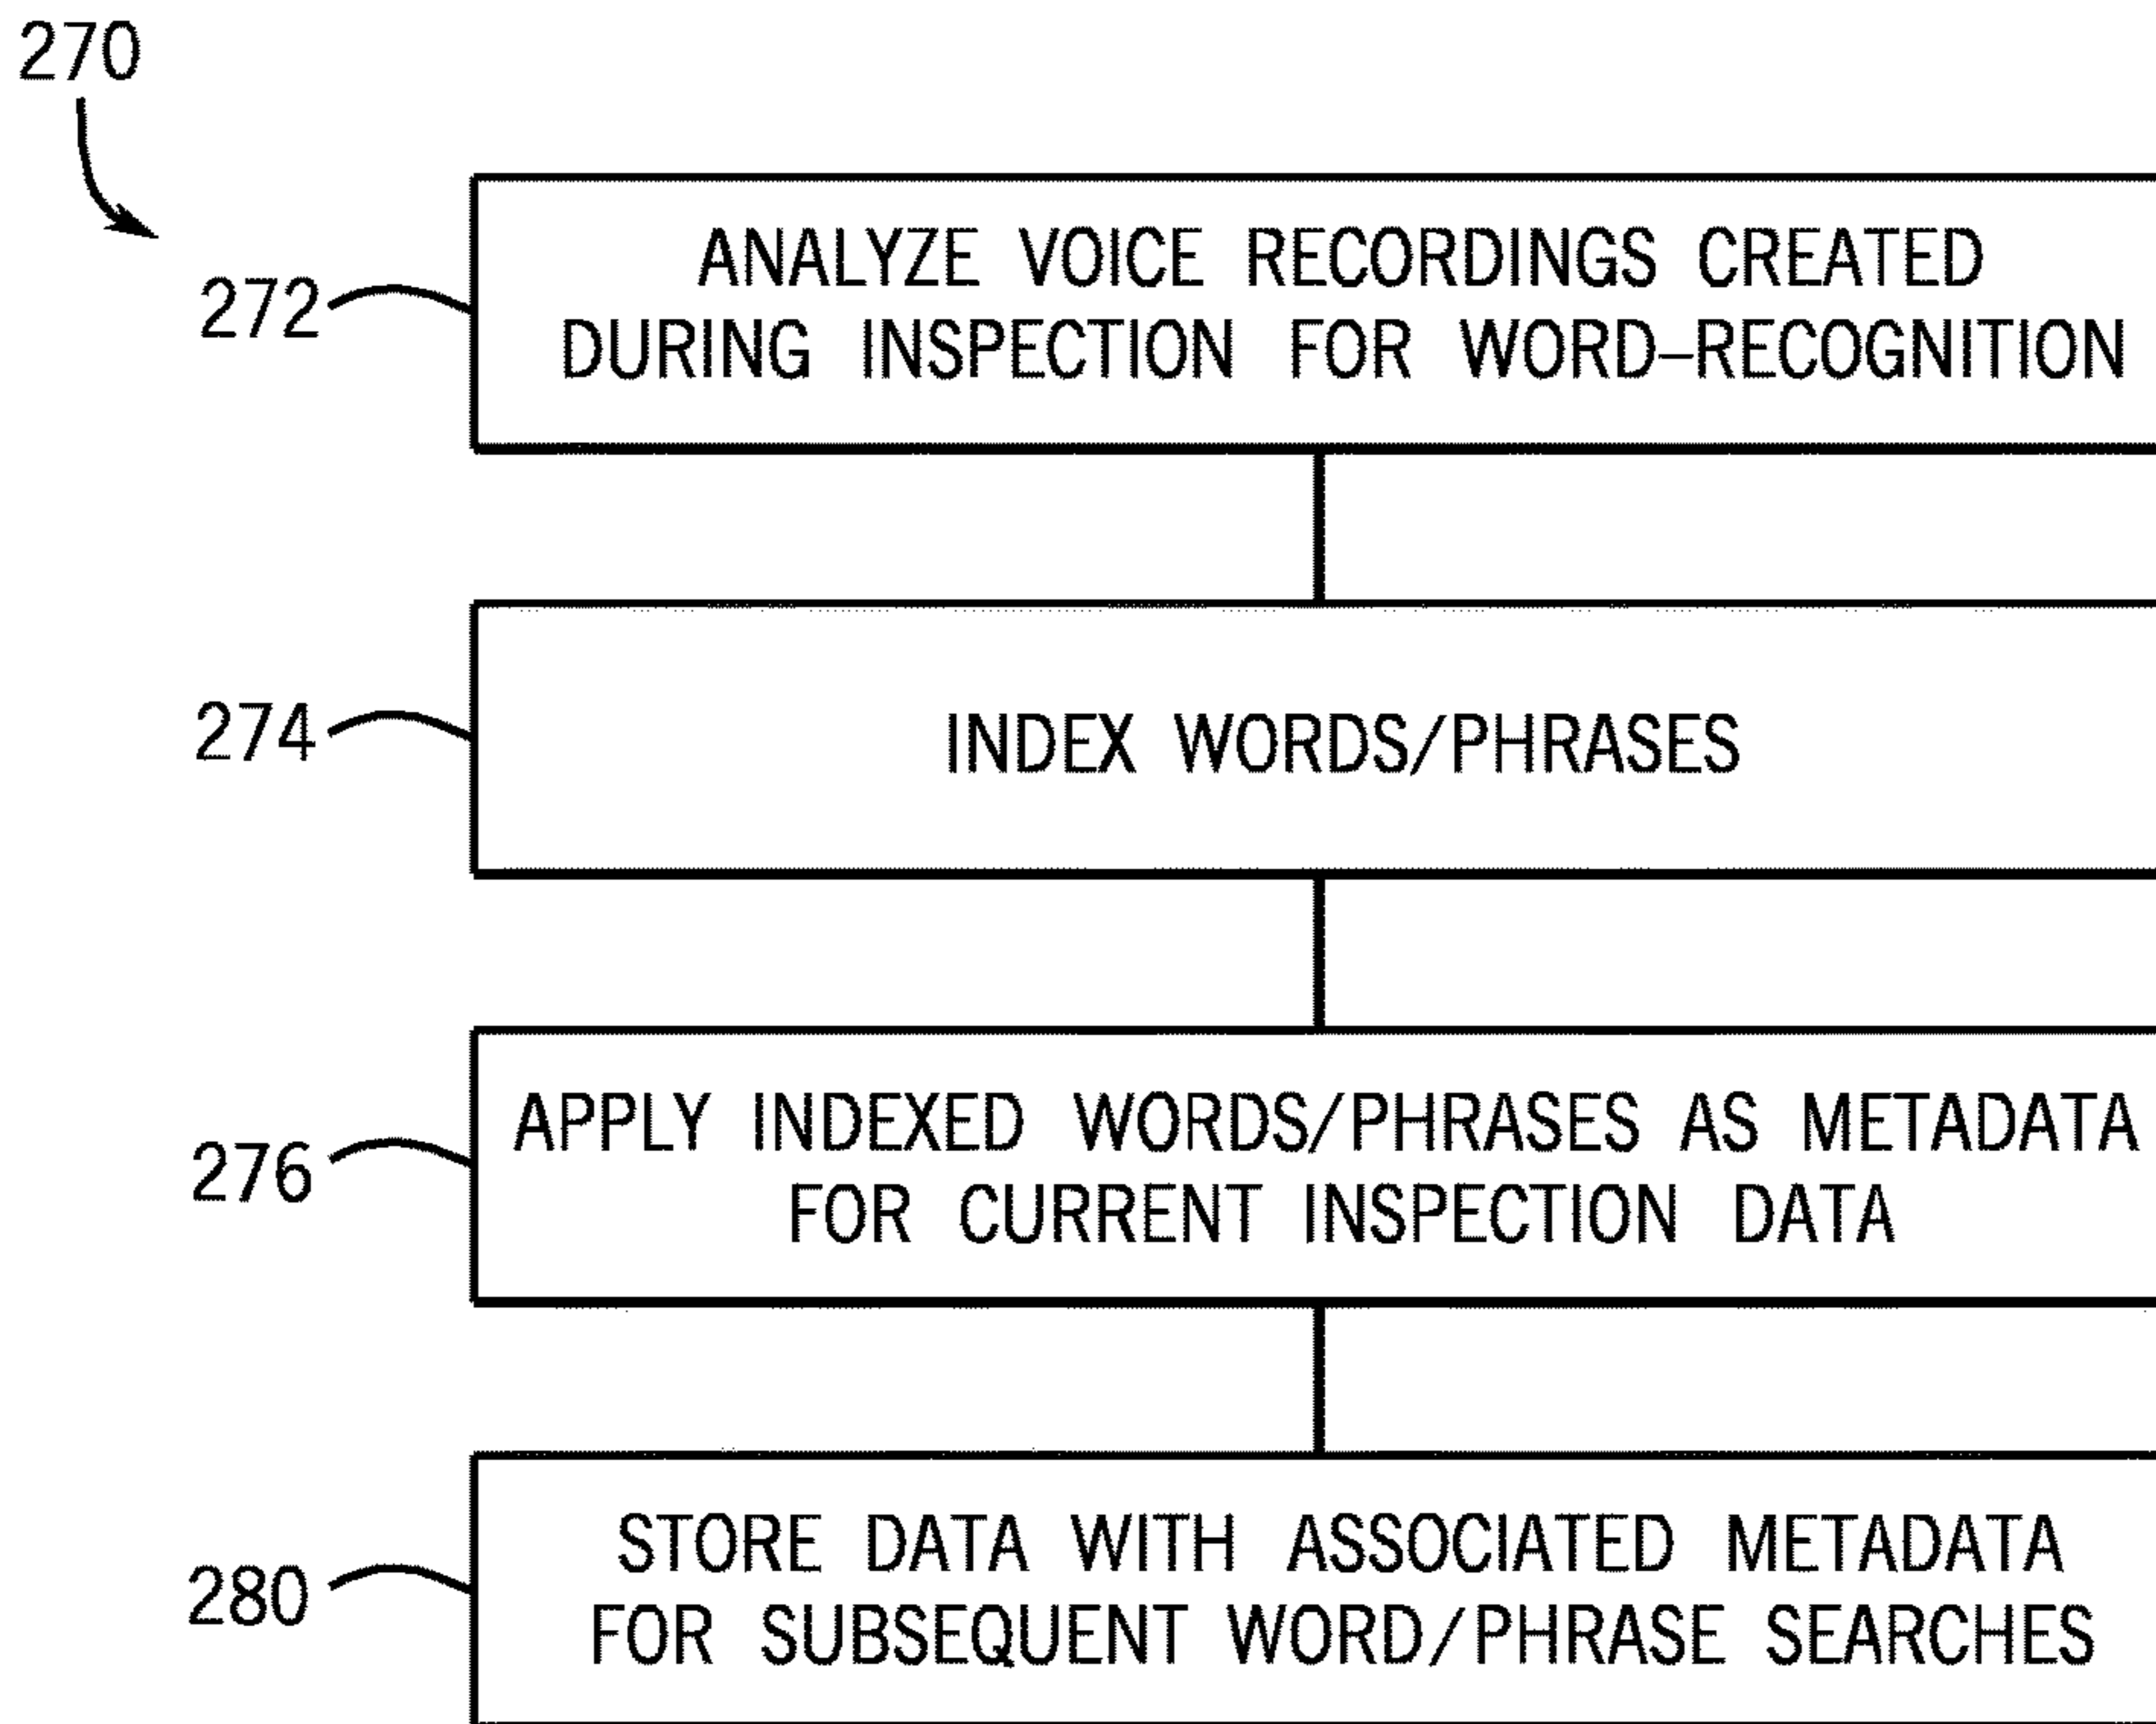 270
272
ANALYZE VOICE RECORDINGS CREATED
DURING INSPECTION FOR WORD-RECOGNITION
274
INDEX WORDS/PHRASES
276
APPLY INDEXED WORDS/PHRASES AS METADATA
FOR CURRENT INSPECTION DATA
280
STORE DATA WITH ASSOCIATED METADATA
FOR SUBSEQUENT WORD/PHRASE SEARCHES